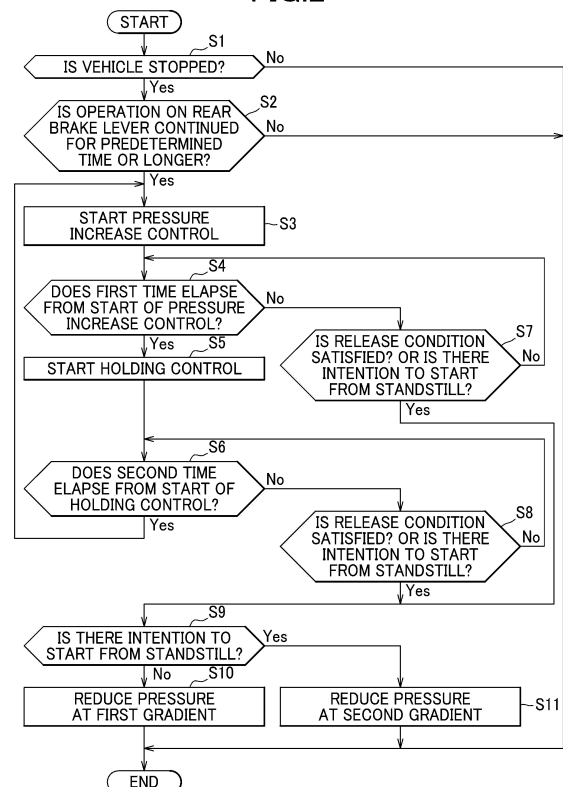 FIG.2
START
S1
IS VEHICLE STOPPED?
No
Yes
S2
IS OPERATION ON REAR
BRAKE LEVER CONTINUED
FOR PREDETERMINED
TIME OR LONGER?
No
Yes
START PRESSURE
INCREASE CONTROL
S3
S4
DOES FIRST TIME ELAPSE
FROM START OF PRESSURE
INCREASE CONTROL?
No
Yes
S5
START HOLDING CONTROL
S7
IS RELEASE CONDITION
SATISFIED? OR IS THERE
INTENTION TO START
FROM STANDSTILL?
No
Yes
S6
DOES SECOND TIME
ELAPSE FROM START OF
HOLDING CONTROL?
No
Yes
S8
IS RELEASE CONDITION
SATISFIED? OR IS THERE
INTENTION TO START
FROM STANDSTILL?
No
Yes
S9
IS THERE INTENTION TO
START FROM STANDSTILL?
Yes
No
S10
REDUCE PRESSURE
AT FIRST GRADIENT
REDUCE PRESSURE
AT SECOND GRADIENT
S11
END